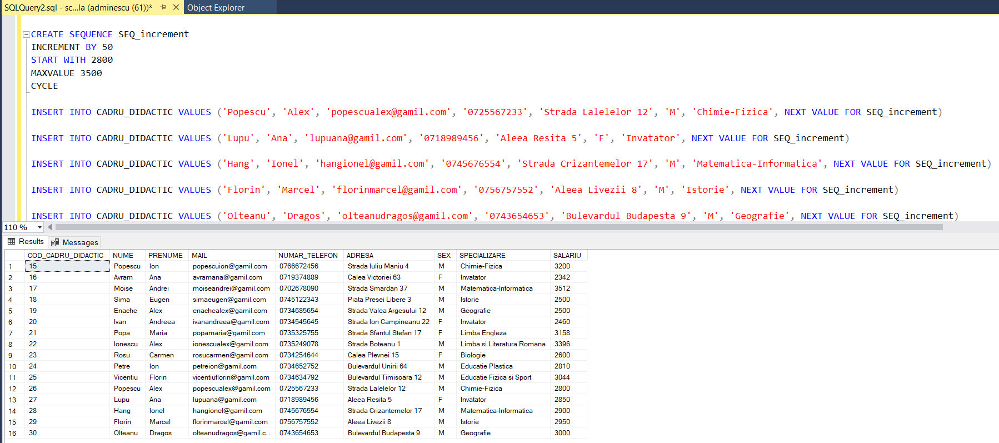 SQLQuery2.sql - sc...la (adminescu (61))* Object Explorer
CREATE SEQUENCE SEQ_increment
INCREMENT BY 50
START WITH 2800
MAXVALUE 3500
CYCLE
INSERT INTO CADRU_DIDACTIC VALUES ('Popescu', 'Alex', 'popescualex@gamil.com', '0725567233', 'Strada Lalelelor 12', 'M', 'Chimie-Fizica', NEXT VALUE FOR SEQ_increment)
INSERT INTO CADRU_DIDACTIC VALUES ('Lupu', 'Ana', 'lupuana@gamil.com', '0718989456', 'Aleea Resita 5', 'F', 'Invatator', NEXT VALUE FOR SEQ_increment)
INSERT INTO CADRU_DIDACTIC VALUES ('Hang', 'Ionel', 'hangionel@gamil.com', '0745676554', 'Strada Crizantemelor 17', 'M', 'Matematica-Informatica', NEXT VALUE FOR SEQ_increment)
INSERT INTO CADRU_DIDACTIC VALUES ('Florin', 'Marcel', 'florinmarcel@gamil.com', '0756757552', 'Aleea Livezii 8', 'M', 'Istorie', NEXT VALUE FOR SEQ_increment)
INSERT INTO CADRU_DIDACTIC VALUES ('Olteanu', 'Dragos', 'olteanudragos@gamil.com', '0743654653', 'Bulevardul Budapesta 9', 'M', 'Geografie', NEXT VALUE FOR SEQ_increment)
110 %
Results Messages
COD_CADRU_DIDACTIC NUME PRENUME MAIL NUMAR_TELEFON ADRESA SEX SPECIALIZARE SALARIU
1 15 Popescu Ion popescuion@gamil.com 0766672456 Strada Iuliu Maniu 4 M Chimie-Fizica 3200
2 16 Avram Ana avramana@gamil.com 0719374889 Calea Victoriei 63 F Invatator 2342
3 17 Moise Andrei moiseandrei@gamil.com 0702678090 Strada Smardan 37 M Matematica-Informatica 3512
4 18 Sima Eugen simaeugen@gamil.com 0745122343 Piata Presei Libere 3 M Istorie 2500
5 19 Enache Alex enachealex@gamil.com 0734685654 Strada Valea Argesului 12 M Geografie 2500
6 20 Ivan Andreea ivanandreea@gamil.com 0734545645 Strada Ion Campineanu 22 F Invatator 2460
7 21 Popa Maria popamaria@gamil.com 0735325755 Strada Sfantul Stefan 17 F Limba Engleza 3158
8 22 Ionescu Alex ionescualex@gamil.com 0735249078 Strada Boteanu 1 M Limba si Literatura Romana 3396
9 23 Rosu Carmen rosucarmen@gamil.com 0734254644 Calea Plevnei 15 F Biologie 2600
10 24 Petre Ion petreion@gamil.com 0734652752 Bulevardul Unirii 64 M Educatie Plastica 2810
11 25 Vicentiu Florin vicentiuflorin@gamil.com 0734634792 Bulevardul Timisoara 12 M Educatie Fizica si Sport 3044
12 26 Popescu Alex popescualex@gamil.com 0725567233 Strada Lalelelor 12 M Chimie-Fizica 2800
13 27 Lupu Ana lupuana@gamil.com 0718989456 Aleea Resita 5 F Invatator 2850
14 28 Hang Ionel hangionel@gamil.com 0745676554 Strada Crizantemelor 17 M Matematica-Informatica 2900
15 29 Florin Marcel florinmarcel@gamil.com 0756757552 Aleea Livezii 8 M Istorie 2950
16 30 Olteanu Dragos olteanudragos@gamil.c... 0743654653 Bulevardul Budapesta 9 M Geografie 3000